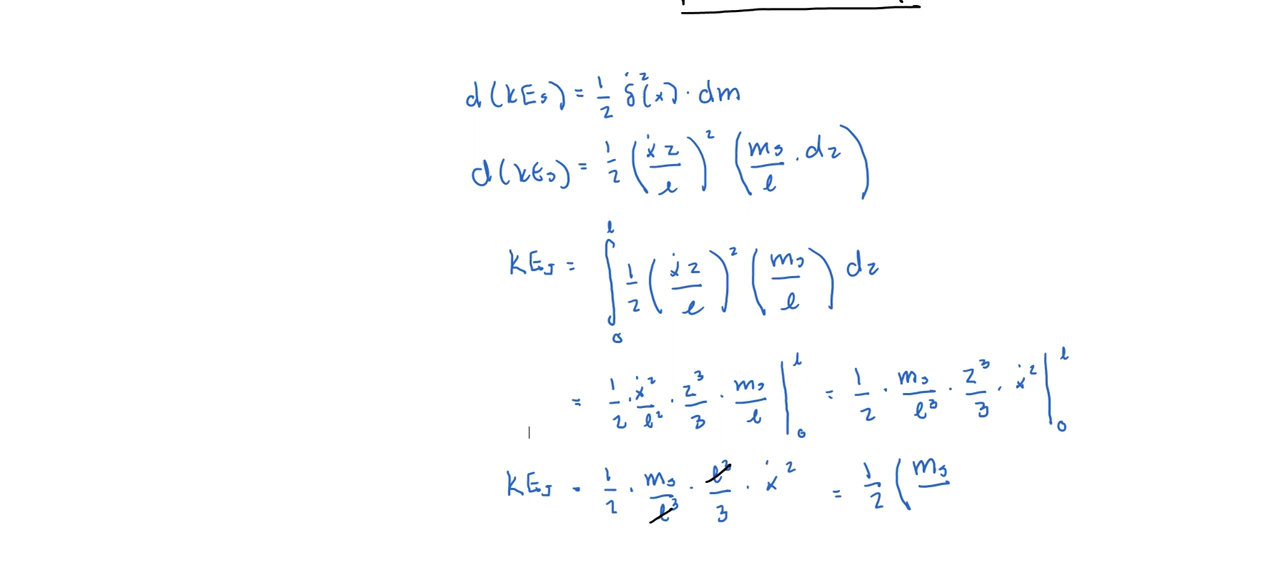 d(KEs) = 1/2 δ̇²(x) · dm
d(KEs) = 1/2 (ẋz/l)² (ms/l · dz)
KEs = ∫₀ˡ 1/2 (ẋz/l)² (ms/l) dz
= 1/2 · ẋ²/l² · z³/3 · ms/l |₀ˡ = 1/2 · ms/l³ · z³/3 · ẋ² |₀ˡ
KEs = 1/2 · ms/l³ · l³/3 · ẋ² = 1/2 (ms